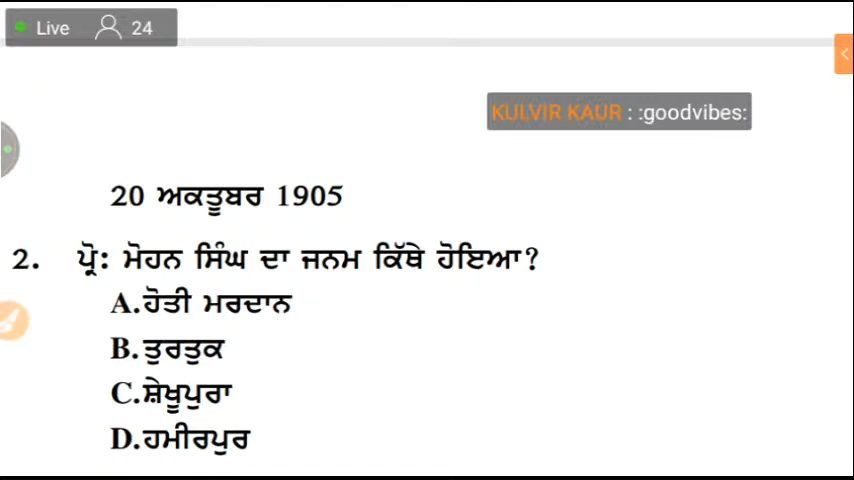 Live 24
KULVIR KAUR : :goodvibes:
20 ਅਕਤੂਬਰ 1905
2. ਪ੍ਰੋ: ਮੋਹਨ ਸਿੰਘ ਦਾ ਜਨਮ ਕਿੱਥੇ ਹੋਇਆ?
A.ਹੋਤੀ ਮਰਦਾਨ
B.ਤੁਰਤੁਕ
C.ਸ਼ੇਖੂਪੁਰਾ
D.ਹਮੀਰਪੁਰ